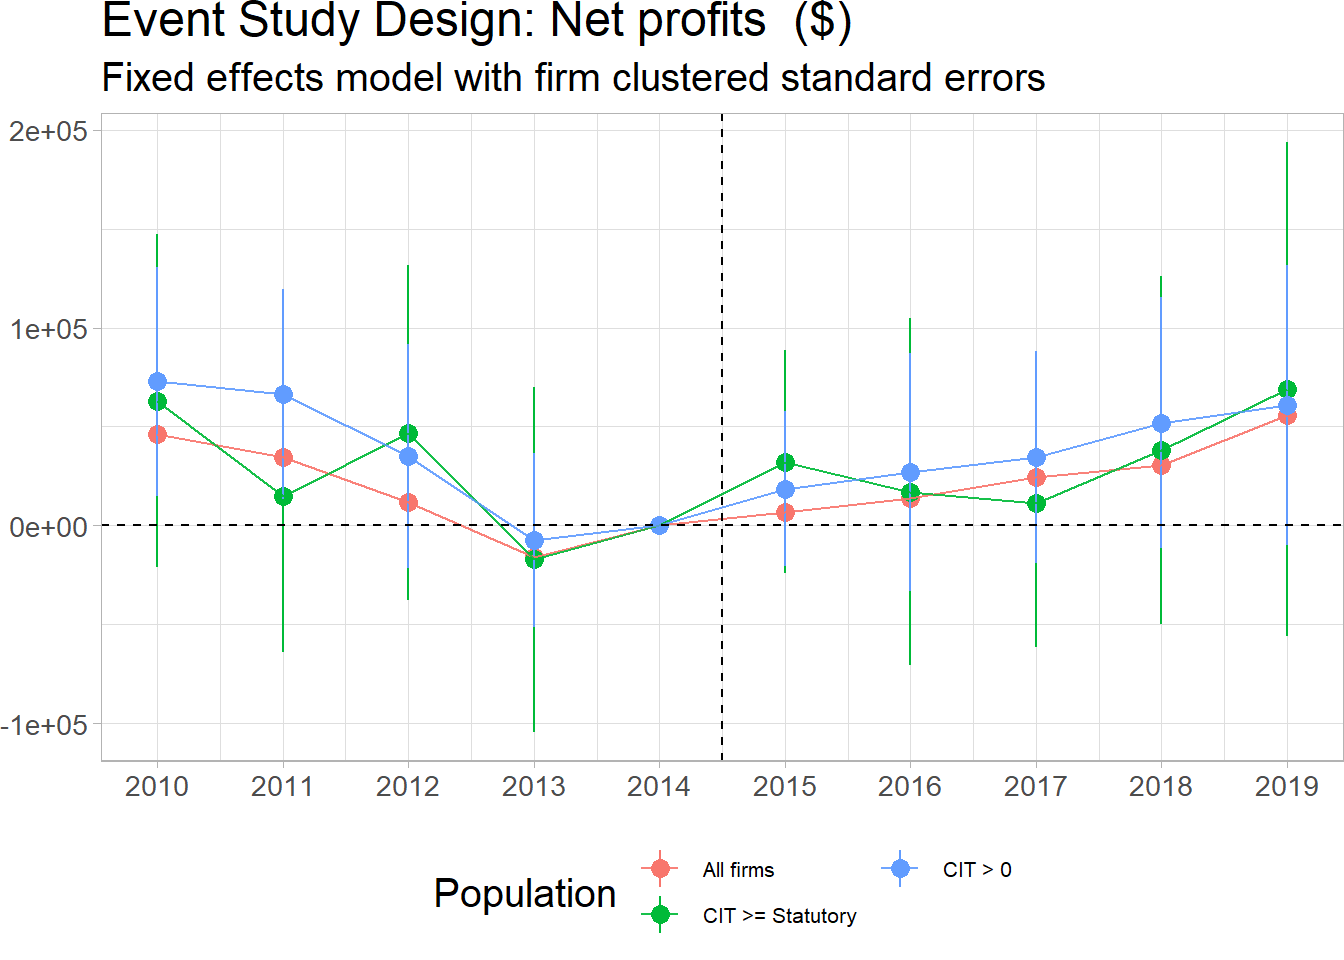 Event Study Design: Net profits  ($)
Fixed effects model with firm clustered standard errors
2e+05
1e+05
0e+00
-1e+05
2010 2011 2012 2013 2014 2015 2016 2017 2018 2019
Population
All firms
CIT >= Statutory
CIT > 0